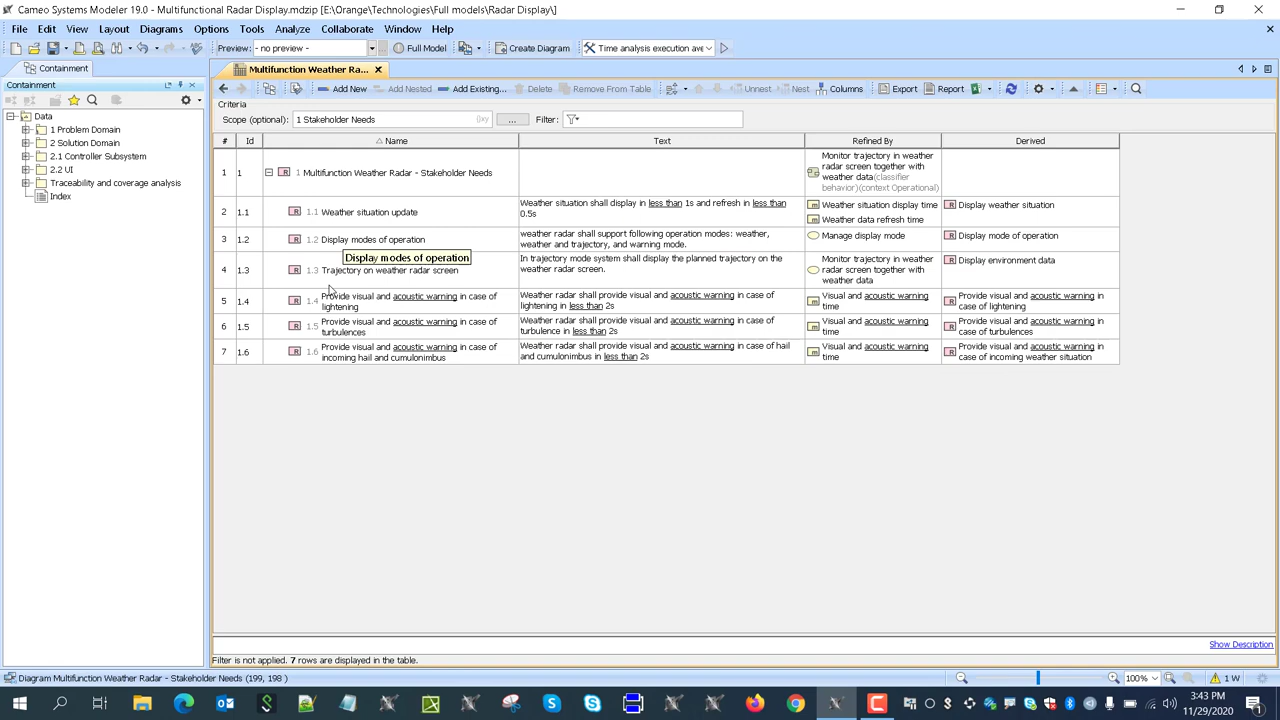 Cameo Systems Modeler 19.0 - Multifunctional Radar Display.mdzip [E:\Orange\Technologies\Full models\Radar Display\]
File Edit View Layout Diagrams Options Tools Analyze Collaborate Window Help
Preview: - no preview - Full Model Create Diagram Time analysis execution ave
Containment
Containment
Data
1 Problem Domain
2 Solution Domain
2.1 Controller Subsystem
2.2 UI
Traceability and coverage analysis
Index
Multifunction Weather Ra...
Add New Add Nested Add Existing... Delete Remove From Table Unnest Nest Columns Export Report
Criteria
Scope (optional): 1 Stakeholder Needs ... Filter:
# Id Name Text Refined By Derived
1 1 1 Multifunction Weather Radar - Stakeholder Needs
Monitor trajectory in weather
radar screen together with
weather data(classifier
behavior)(context Operational)
2 1.1 1.1 Weather situation update
Weather situation shall display in less than 1s and refresh in less than
0.5s
Weather situation display time
Weather data refresh time
Display weather situation
3 1.2 1.2 Display modes of operation
weather radar shall support following operation modes: weather,
weather and trajectory, and warning mode.
Manage display mode
Display mode of operation
Display modes of operation
4 1.3 1.3 Trajectory on weather radar screen
In trajectory mode system shall display the planned trajectory on the
weather radar screen.
Monitor trajectory in weather
radar screen together with
weather data
Display environment data
5 1.4 1.4 Provide visual and acoustic warning in case of
lightening
Weather radar shall provide visual and acoustic warning in case of
lightening in less than 2s
Visual and acoustic warning
time
Provide visual and acoustic warning in
case of lightening
6 1.5 1.5 Provide visual and acoustic warning in case of
turbulences
Weather radar shall provide visual and acoustic warning in case of
turbulence in less than 2s
Visual and acoustic warning
time
Provide visual and acoustic warning in
case of turbulences
7 1.6 1.6 Provide visual and acoustic warning in case of
incoming hail and cumulonimbus
Weather radar shall provide visual and acoustic warning in case of hail
and cumulonimbus in less than 2s
Visual and acoustic warning
time
Provide visual and acoustic warning in
case of incoming weather situation
Show Description
Filter is not applied. 7 rows are displayed in the table.
Diagram Multifunction Weather Radar - Stakeholder Needs (199, 198 )
100%
1 W
3:43 PM
11/29/2020